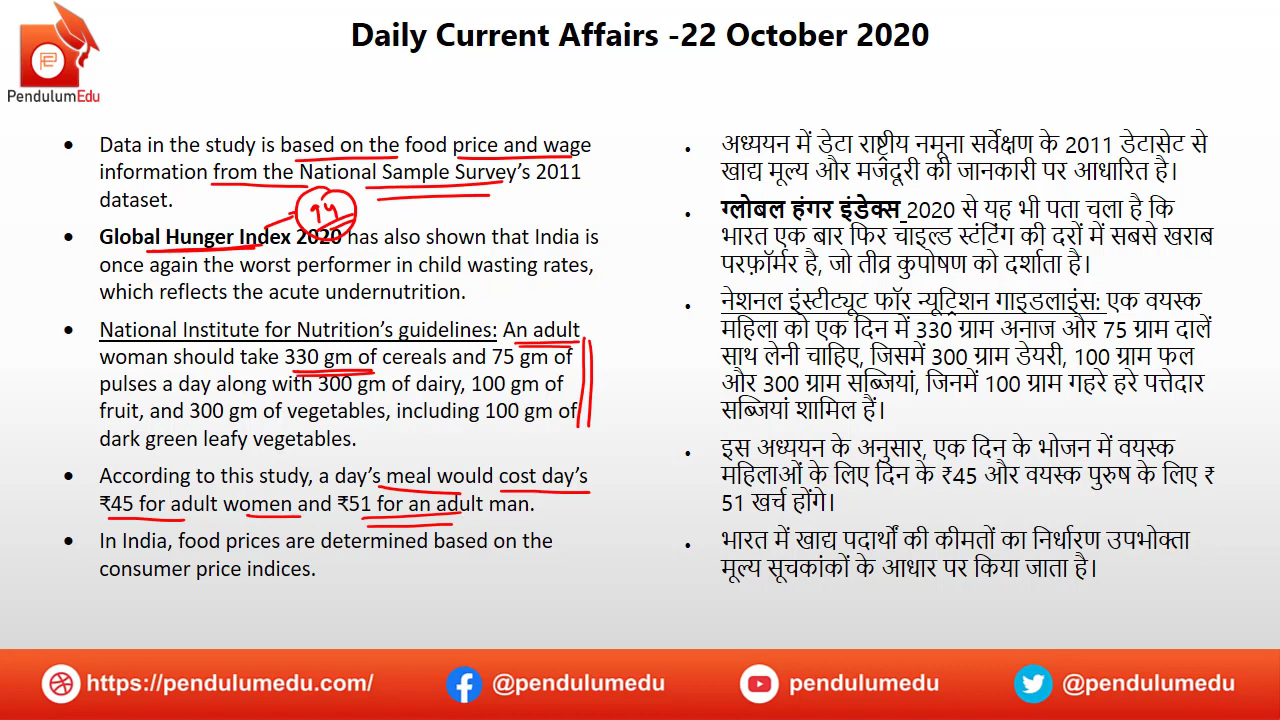 Daily Current Affairs -22 October 2020
PendulumEdu
Data in the study is based on the food price and wage
information from the National Sample Survey's 2011
dataset.
94
Global Hunger Index 2020 has also shown that India is
once again the worst performer in child wasting rates,
which reflects the acute undernutrition.
National Institute for Nutrition's guidelines: An adult
woman should take 330 gm of cereals and 75 gm of
pulses a day along with 300 gm of dairy, 100 gm of
fruit, and 300 gm of vegetables, including 100 gm of
dark green leafy vegetables.
According to this study, a day's meal would cost day's
₹45 for adult women and ₹51 for an adult man.
In India, food prices are determined based on the
consumer price indices.
अध्ययन में डेटा राष्ट्रीय नमूना सर्वेक्षण के 2011 डेटासेट से
खाद्य मूल्य और मजदूरी की जानकारी पर आधारित है।
ग्लोबल हंगर इंडेक्स 2020 से यह भी पता चला है कि
भारत एक बार फिर चाइल्ड स्टंटिंग की दरों में सबसे खराब
परफ़ॉर्मर है, जो तीव्र कुपोषण को दर्शाता है।
नेशनल इंस्टीट्यूट फॉर न्यूट्रिशन गाइडलाइंस: एक वयस्क
महिला को एक दिन में 330 ग्राम अनाज और 75 ग्राम दालें
साथ लेनी चाहिए, जिसमें 300 ग्राम डेयरी, 100 ग्राम फल
और 300 ग्राम सब्जियां, जिनमें 100 ग्राम गहरे हरे पत्तेदार
सब्जियां शामिल हैं।
इस अध्ययन के अनुसार, एक दिन के भोजन में वयस्क
महिलाओं के लिए दिन के ₹45 और वयस्क पुरुष के लिए ₹
51 खर्च होंगे।
भारत में खाद्य पदार्थों की कीमतों का निर्धारण उपभोक्ता
मूल्य सूचकांकों के आधार पर किया जाता है।
https://pendulumedu.com/
@pendulumedu
pendulumedu
@pendulumedu